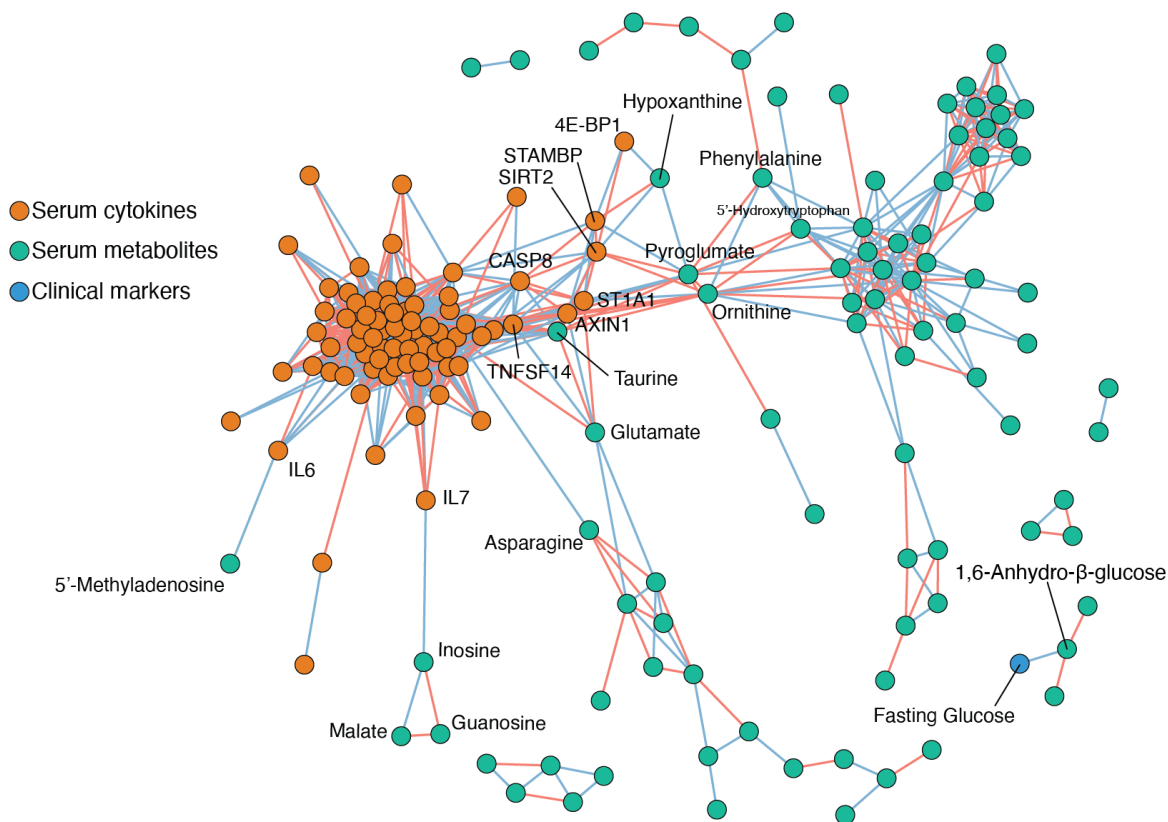 Hypoxanthine
4E-BP1
STAMBP
SIRT2
Phenylalanine
5'-Hydroxytryptophan
Serum cytokines
Serum metabolites
Clinical markers
Pyroglumate
CASP8
ST1A1
Ornithine
AXIN1
TNFSF14
Taurine
Glutamate
IL6
IL7
Asparagine
5'-Methyladenosine
1,6-Anhydro-β-glucose
Inosine
Malate
Guanosine
Fasting Glucose